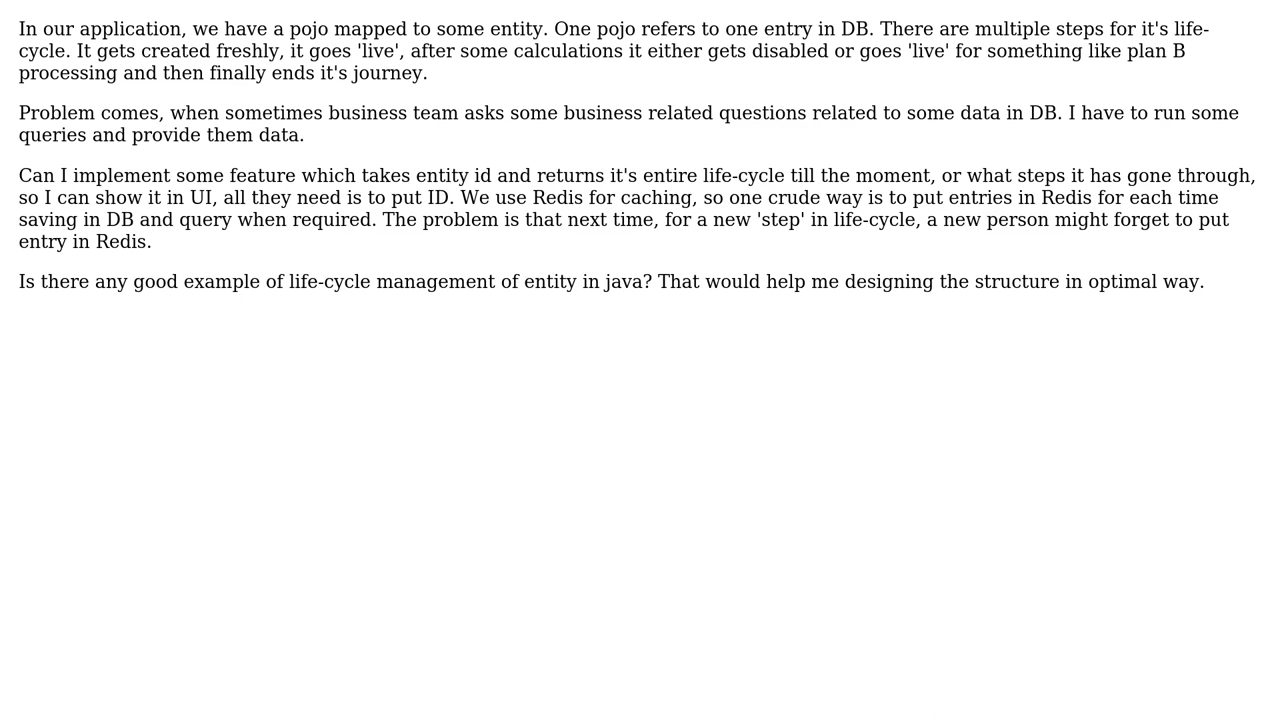 In our application, we have a pojo mapped to some entity. One pojo refers to one entry in DB. There are multiple steps for it's life-
cycle. It gets created freshly, it goes 'live', after some calculations it either gets disabled or goes 'live' for something like plan B
processing and then finally ends it's journey.
Problem comes, when sometimes business team asks some business related questions related to some data in DB. I have to run some
queries and provide them data.
Can I implement some feature which takes entity id and returns it's entire life-cycle till the moment, or what steps it has gone through,
so I can show it in UI, all they need is to put ID. We use Redis for caching, so one crude way is to put entries in Redis for each time
saving in DB and query when required. The problem is that next time, for a new 'step' in life-cycle, a new person might forget to put
entry in Redis.
Is there any good example of life-cycle management of entity in java? That would help me designing the structure in optimal way.